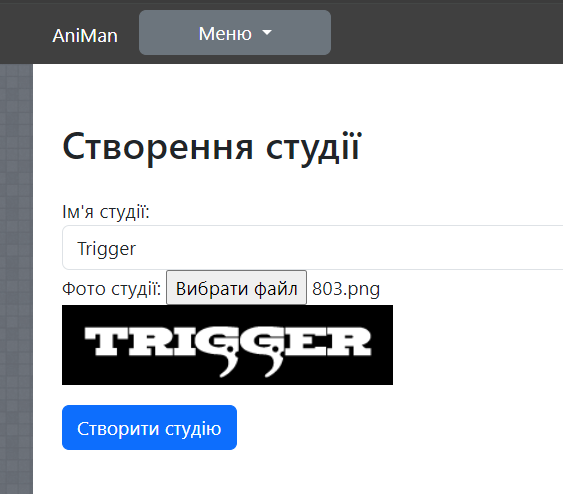 AniMan Меню
Створення студії
Ім'я студії:
Trigger
Фото студії: Вибрати файл 803.png
TRIGGER
Створити студію